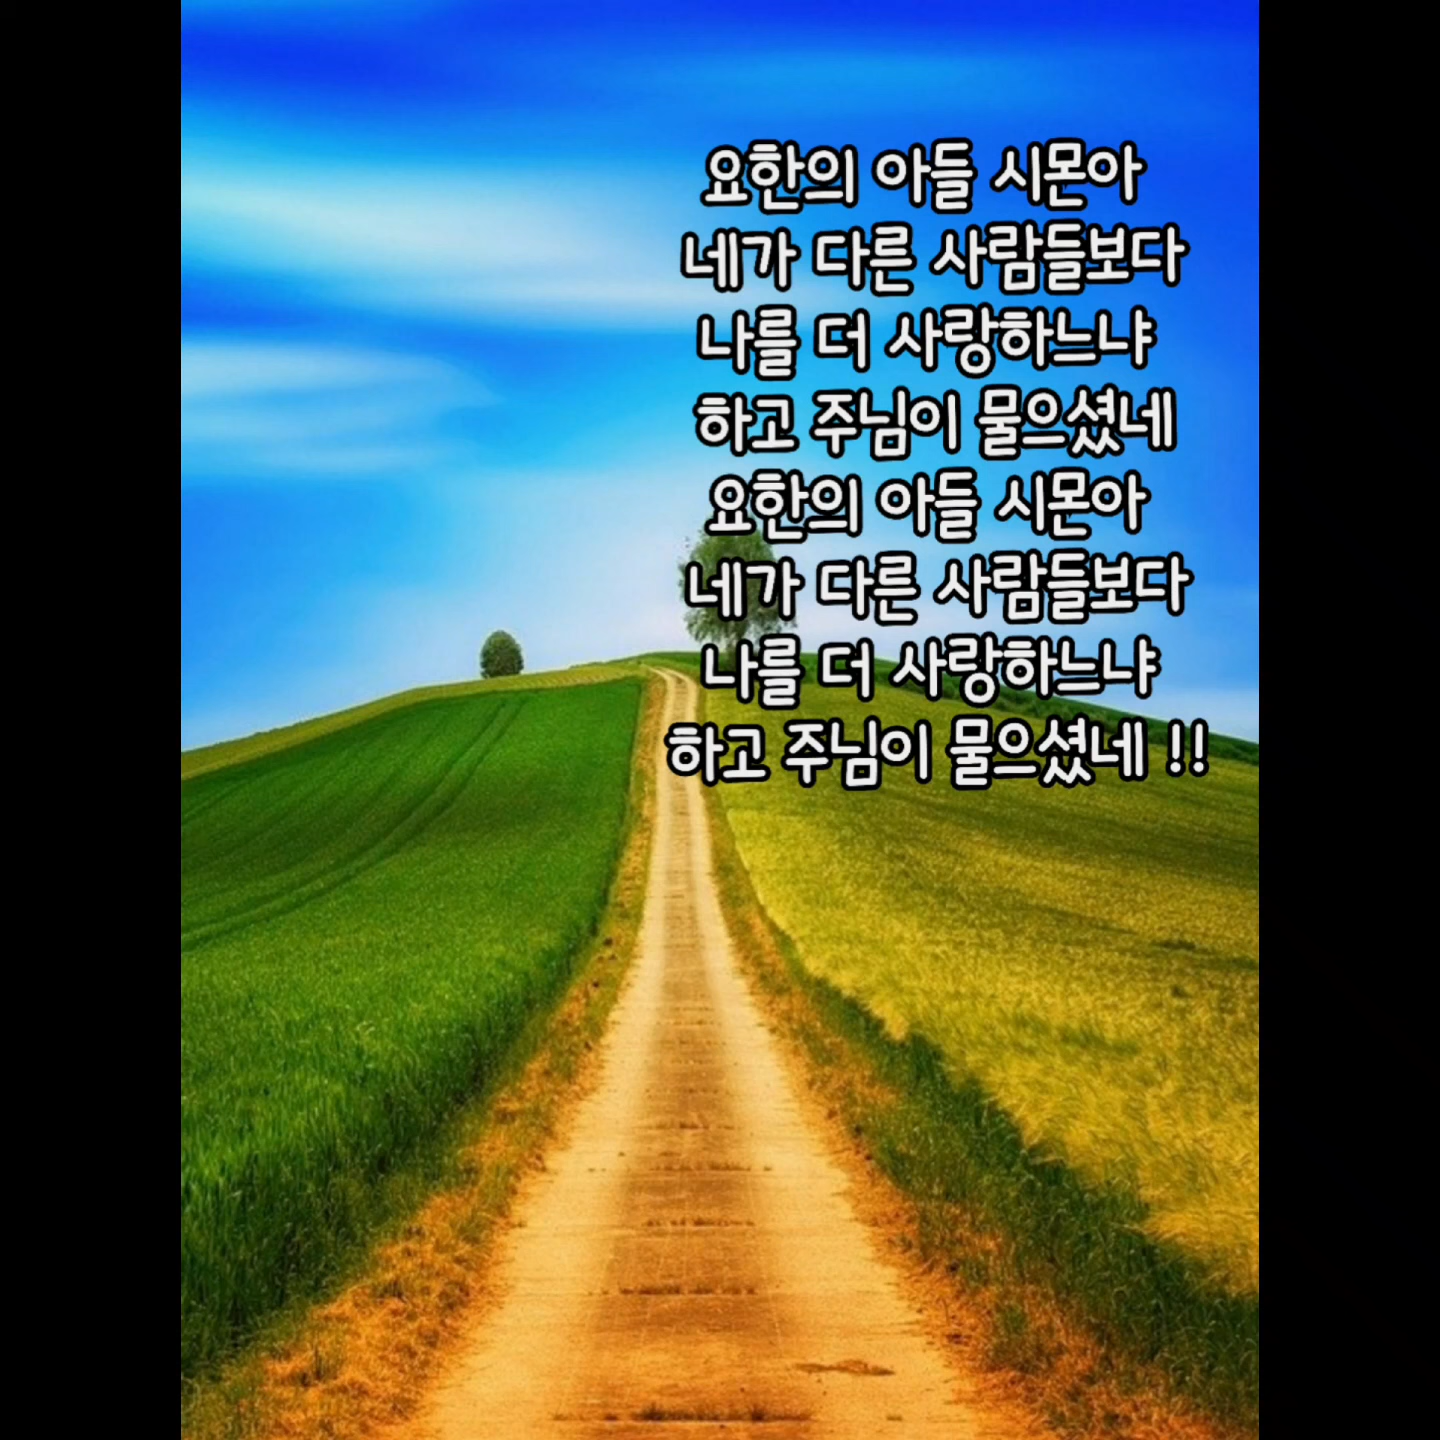 요한의 아들 시몬아
네가 다른 사람들보다
나를 더 사랑하느냐
하고 주님이 물으셨네
요한의 아들 시몬아
네가 다른 사람들보다
나를 더 사랑하느냐
하고 주님이 물으셨네 !!